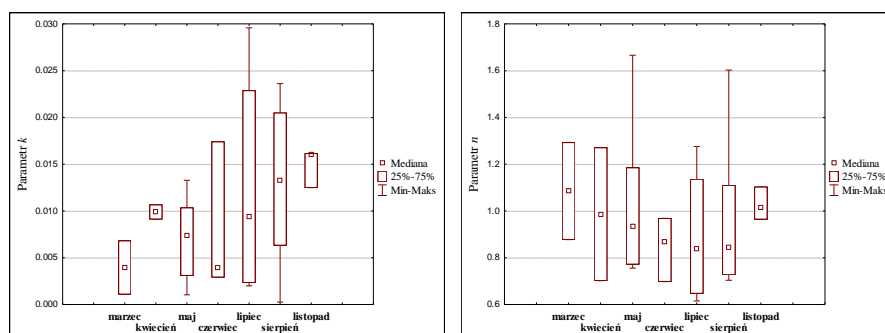 0.030
0.025
0.020
0.015
0.010
0.005
0.000
Parametr k
marzec maj lipiec listopad
kwiecień czerwiec sierpień
Mediana
25%-75%
Min-Maks
1.8
1.6
1.4
1.2
1.0
0.8
0.6
Parametr n
marzec maj lipiec listopad
kwiecień czerwiec sierpień
Mediana
25%-75%
Min-Maks